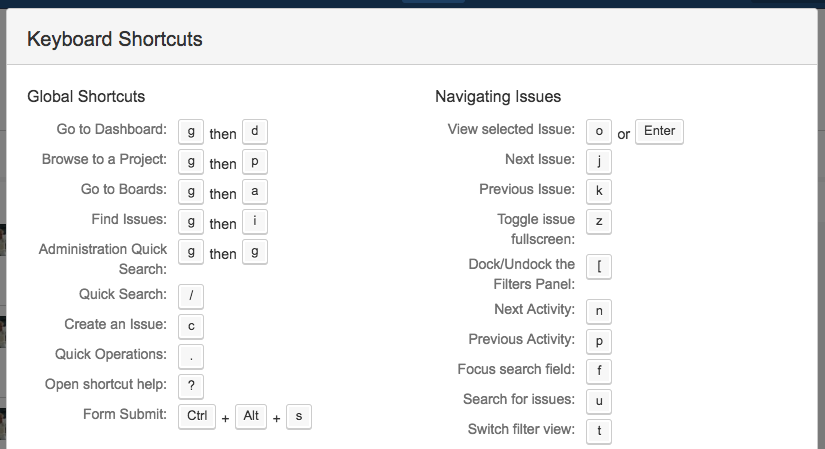 Keyboard Shortcuts
Global Shortcuts
Go to Dashboard: g then d
Browse to a Project: g then p
Go to Boards: g then a
Find Issues: g then i
Administration Quick
Search: g then g
Quick Search: /
Create an Issue: c
Quick Operations: .
Open shortcut help: ?
Form Submit: Ctrl + Alt + s
Navigating Issues
View selected Issue: o or Enter
Next Issue: j
Previous Issue: k
Toggle issue
fullscreen: z
Dock/Undock the
Filters Panel: [
Next Activity: n
Previous Activity: p
Focus search field: f
Search for issues: u
Switch filter view: t